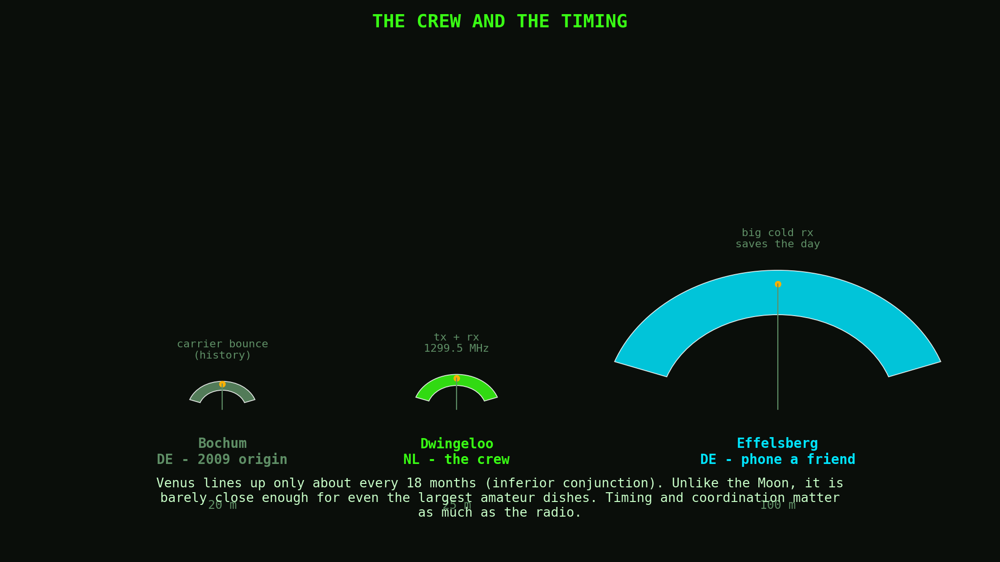 THE CREW AND THE TIMING
big cold rx
saves the day
carrier bounce
(history)
tx + rx
1299.5 MHz
Bochum
DE - 2009 origin
Dwingeloo
NL - the crew
Effelsberg
DE - phone a friend
Venus lines up only about every 18 months (inferior conjunction). Unlike the Moon, it is
barely close enough for even the largest amateur dishes. Timing and coordination matter
as much as the radio.
20 m
25 m
100 m